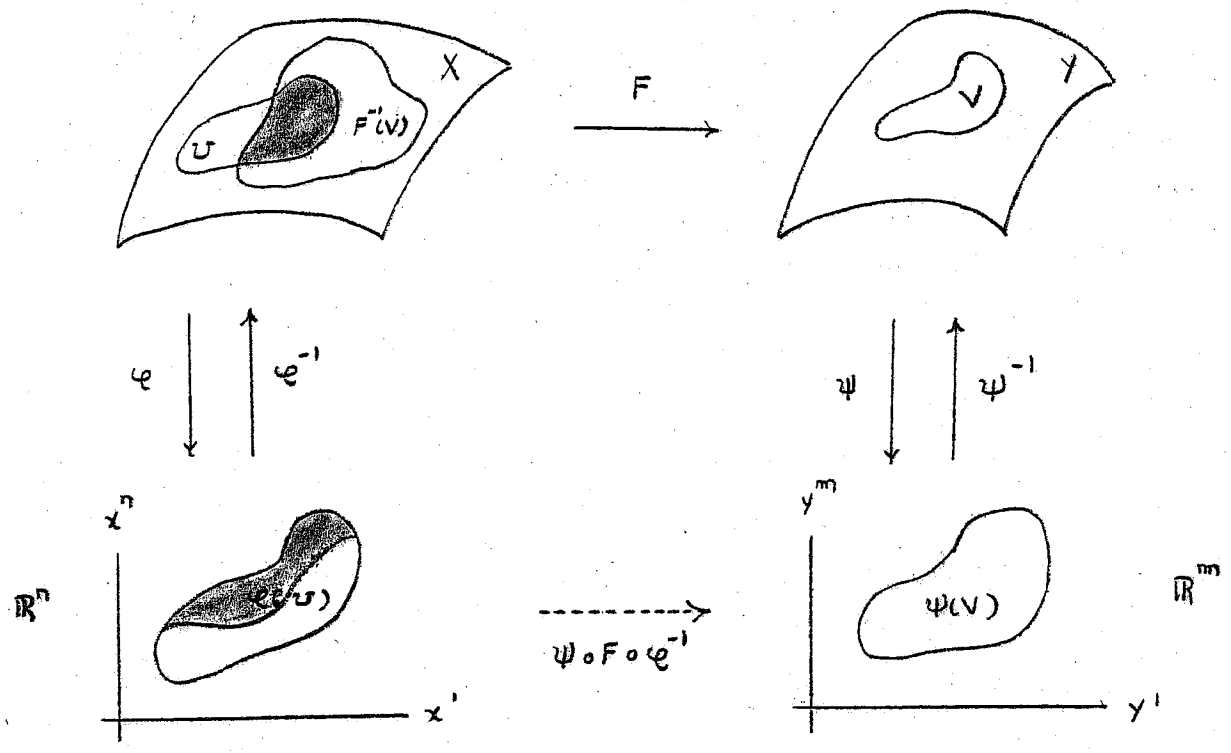 X
F
Y
U
F⁻¹(V)
V
φ
φ⁻¹
ψ
ψ⁻¹
xⁿ
yᵐ
ℝⁿ
φ(U)
ψ(V)
ℝᵐ
ψ∘F∘φ⁻¹
x¹
y¹